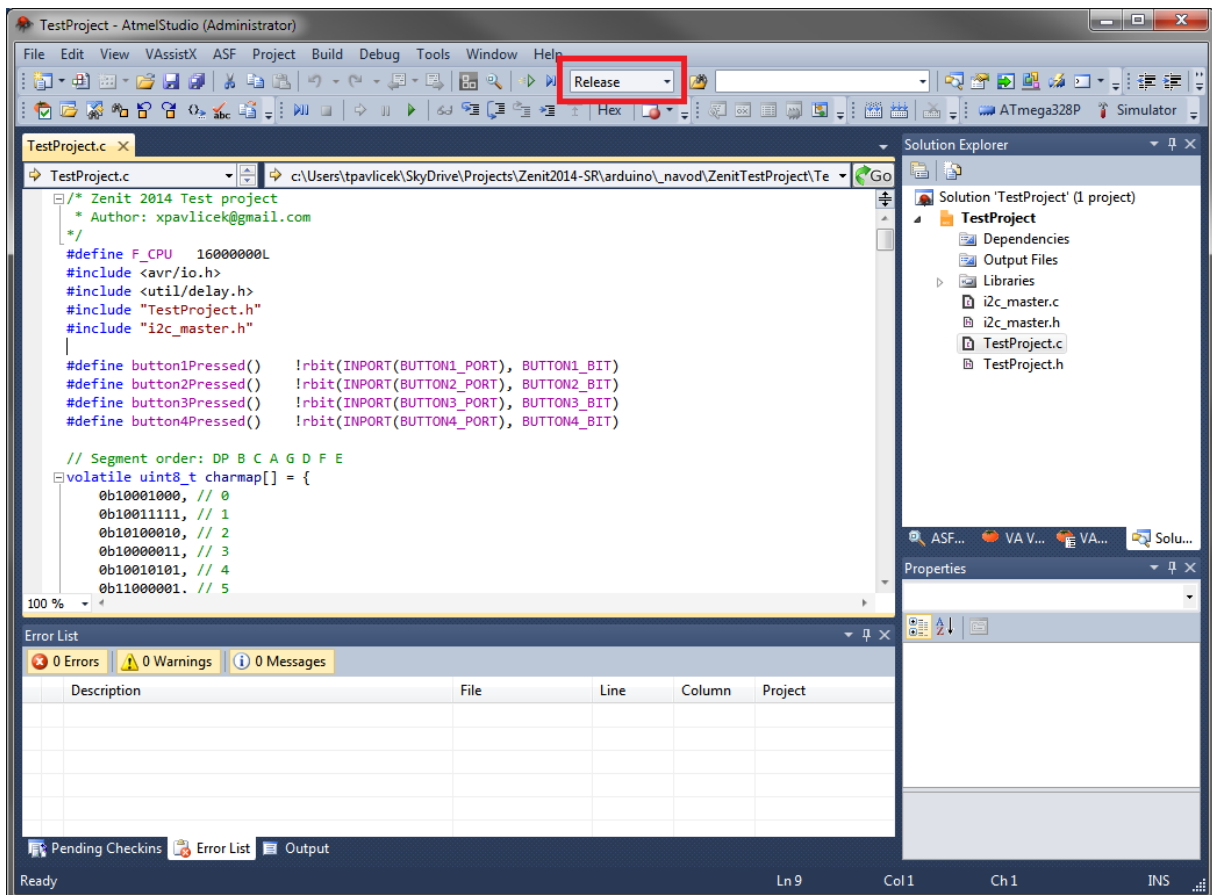 TestProject - AtmelStudio (Administrator)
File Edit View VAssistX ASF Project Build Debug Tools Window Help
Release
Hex
ATmega328P Simulator
TestProject.c
TestProject.c c:\Users\tpavlicek\SkyDrive\Projects\Zenit2014-SR\arduino\_navod\ZenitTestProject\Te Go
/* Zenit 2014 Test project
* Author: xpavlicek@gmail.com
*/
#define F_CPU 16000000L
#include <avr/io.h>
#include <util/delay.h>
#include "TestProject.h"
#include "i2c_master.h"
#define button1Pressed() !rbit(INPORT(BUTTON1_PORT), BUTTON1_BIT)
#define button2Pressed() !rbit(INPORT(BUTTON2_PORT), BUTTON2_BIT)
#define button3Pressed() !rbit(INPORT(BUTTON3_PORT), BUTTON3_BIT)
#define button4Pressed() !rbit(INPORT(BUTTON4_PORT), BUTTON4_BIT)
// Segment order: DP B C A G D F E
volatile uint8_t charmap[] = {
0b10001000, // 0
0b10011111, // 1
0b10100010, // 2
0b10000011, // 3
0b10010101, // 4
0b11000001, // 5
100 %
Solution Explorer
Solution 'TestProject' (1 project)
TestProject
Dependencies
Output Files
Libraries
i2c_master.c
i2c_master.h
TestProject.c
TestProject.h
ASF... VA V... VA... Solu...
Properties
Error List
0 Errors 0 Warnings 0 Messages
Description File Line Column Project
Pending Checkins Error List Output
Ready Ln 9 Col 1 Ch 1 INS